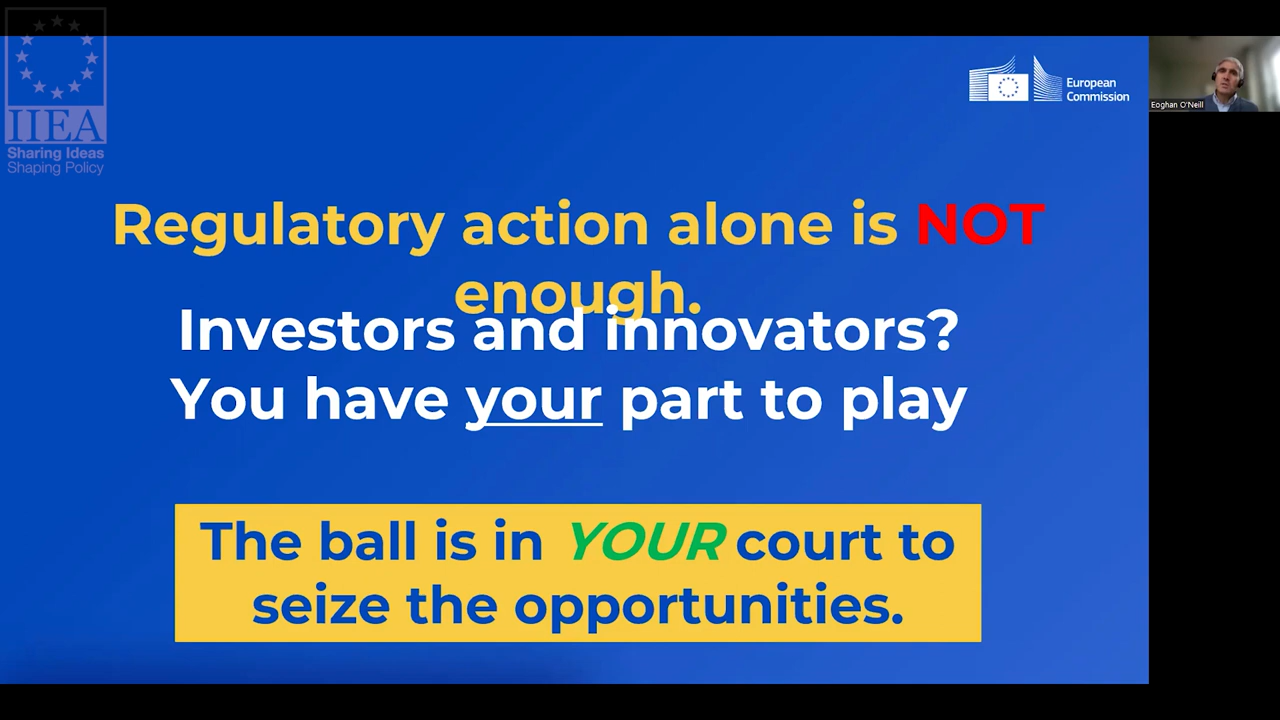 IIEA
Sharing Ideas
Shaping Policy
European
Commission
Eoghan O'Neill
Regulatory action alone is NOT
enough.
Investors and innovators?
You have your part to play
The ball is in YOUR court to
seize the opportunities.